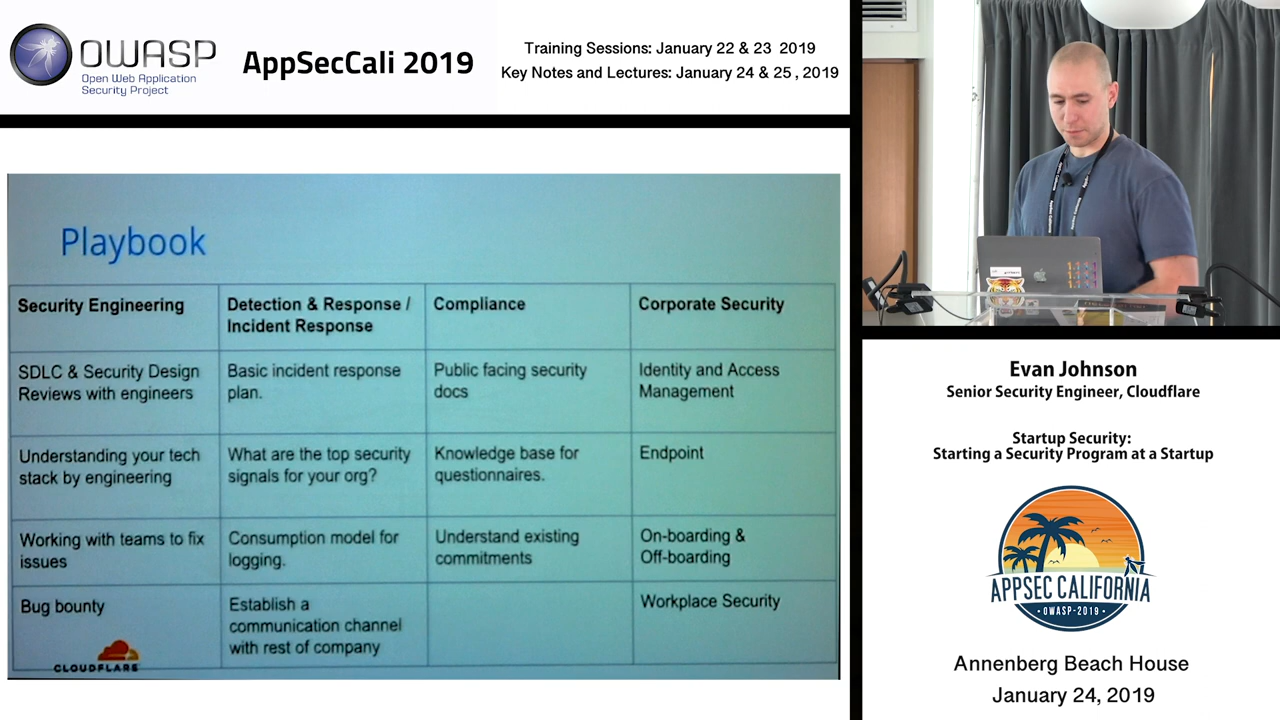 OWASP
Open Web Application
Security Project
AppSecCali 2019
Training Sessions: January 22 & 23 2019
Key Notes and Lectures: January 24 & 25, 2019
Playbook
Security Engineering
Detection & Response /
Incident Response
Compliance
Corporate Security
SDLC & Security Design
Reviews with engineers
Basic incident response
plan.
Public facing security
docs
Identity and Access
Management
Understanding your tech
stack by engineering
What are the top security
signals for your org?
Knowledge base for
questionnaires.
Endpoint
Working with teams to fix
issues
Consumption model for
logging.
Understand existing
commitments
On-boarding &
Off-boarding
Bug bounty
Establish a
communication channel
with rest of company
Workplace Security
CLOUDFLARE
Evan Johnson
Senior Security Engineer, Cloudflare
Startup Security:
Starting a Security Program at a Startup
APPSEC CALIFORNIA
OWASP-2019
Annenberg Beach House
January 24, 2019